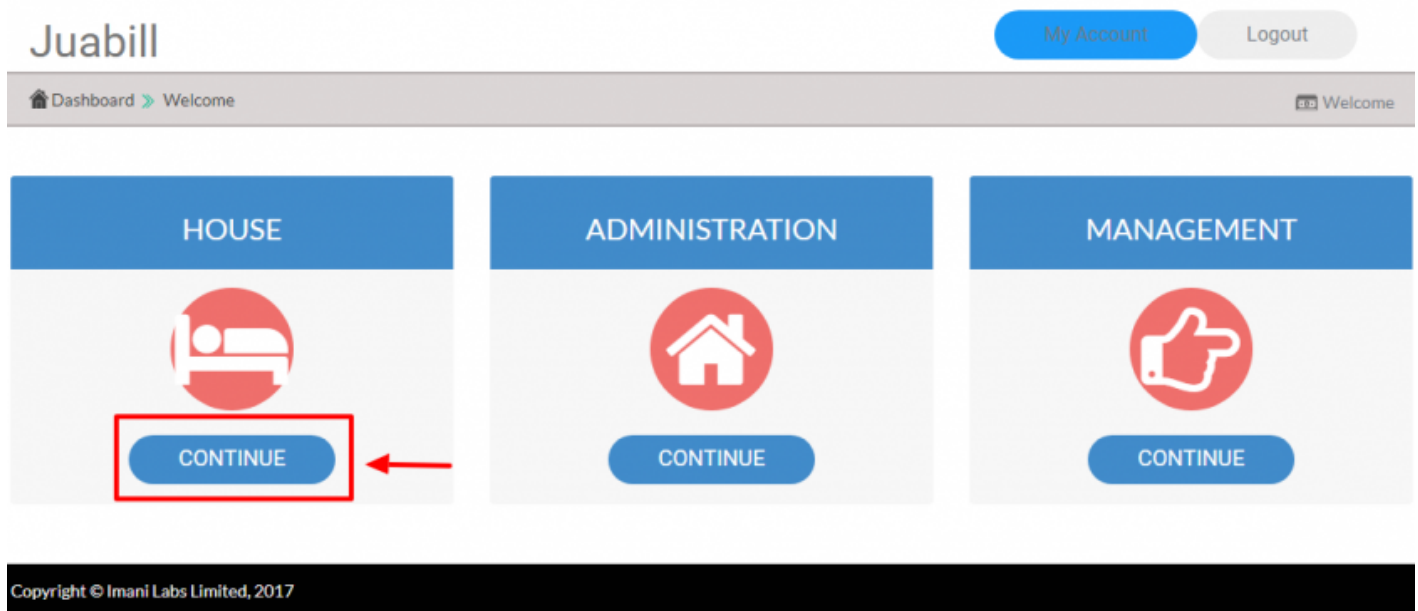 Juabill
My Account
Logout
Dashboard » Welcome
Welcome
HOUSE
ADMINISTRATION
MANAGEMENT
CONTINUE
CONTINUE
CONTINUE
Copyright © Imani Labs Limited, 2017